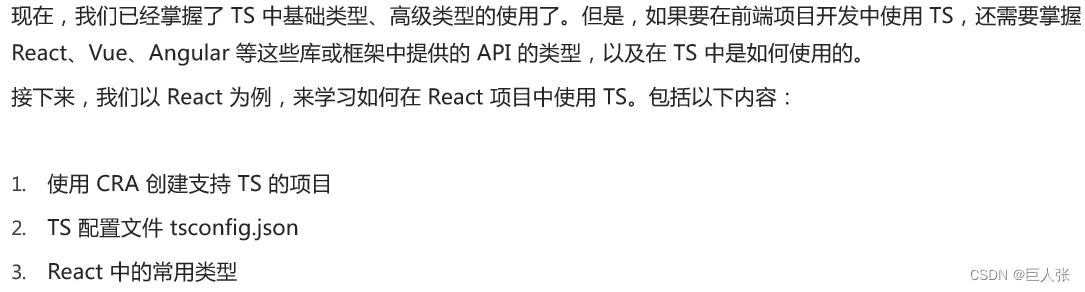 现在，我们已经掌握了 TS 中基础类型、高级类型的使用了。但是，如果要在前端项目开发中使用 TS，还需要掌握
React、Vue、Angular 等这些库或框架中提供的 API 的类型，以及在 TS 中是如何使用的。
接下来，我们以 React 为例，来学习如何在 React 项目中使用 TS。包括以下内容：
1. 使用 CRA 创建支持 TS 的项目
2. TS 配置文件 tsconfig.json
3. React 中的常用类型
CSDN @巨人张